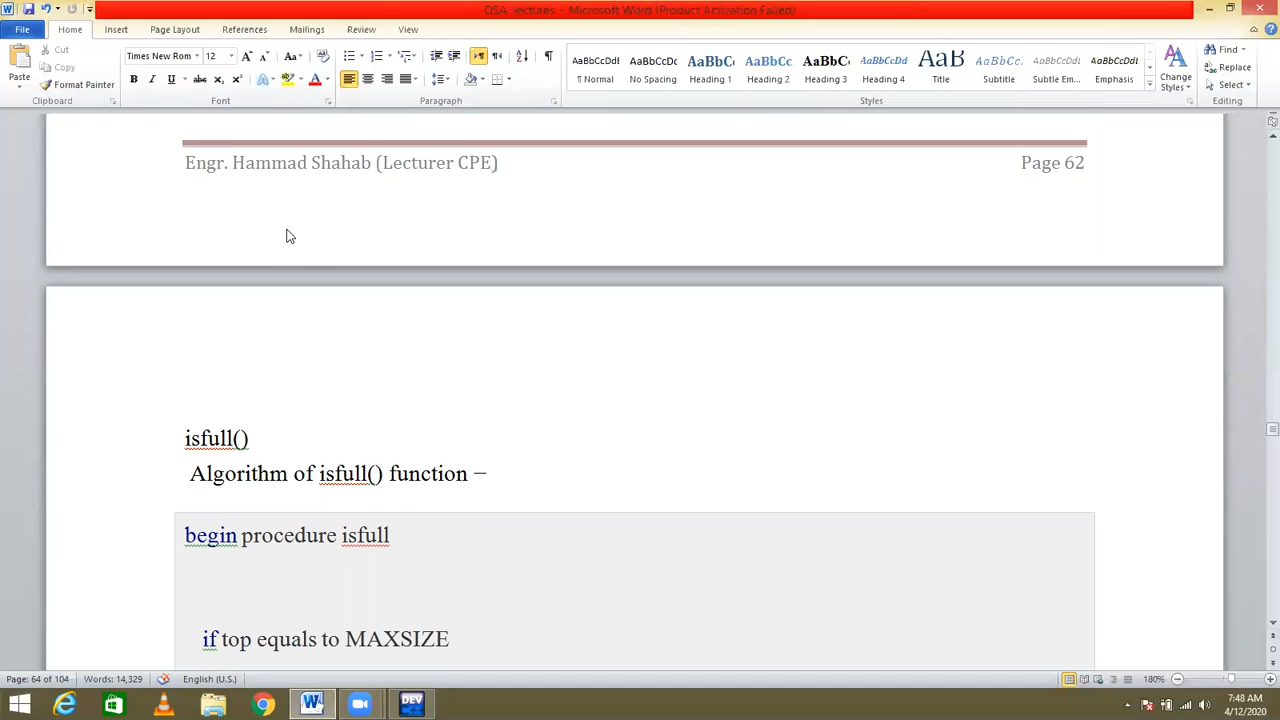 DSA_lectures - Microsoft Word (Product Activation Failed)
File Home Insert Page Layout References Mailings Review View
Paste Cut Copy Format Painter
Times New Rom 12
AaBbCcDd AaBbCcDc AaBbC AaBbCc AaBbC AaBbCcDd AaB AaBbCc. AaBbCcDd AaBbCcDd
¶ Normal No Spacing Heading 1 Heading 2 Heading 3 Heading 4 Title Subtitle Subtle Em... Emphasis
Change Styles
Find
Replace
Select
Clipboard Font Paragraph Styles Editing
Engr. Hammad Shahab (Lecturer CPE) Page 62
isfull()
Algorithm of isfull() function −
begin procedure isfull
if top equals to MAXSIZE
Page: 64 of 104 Words: 14,329 English (U.S.) 180%
DEV
7:48 AM
4/12/2020